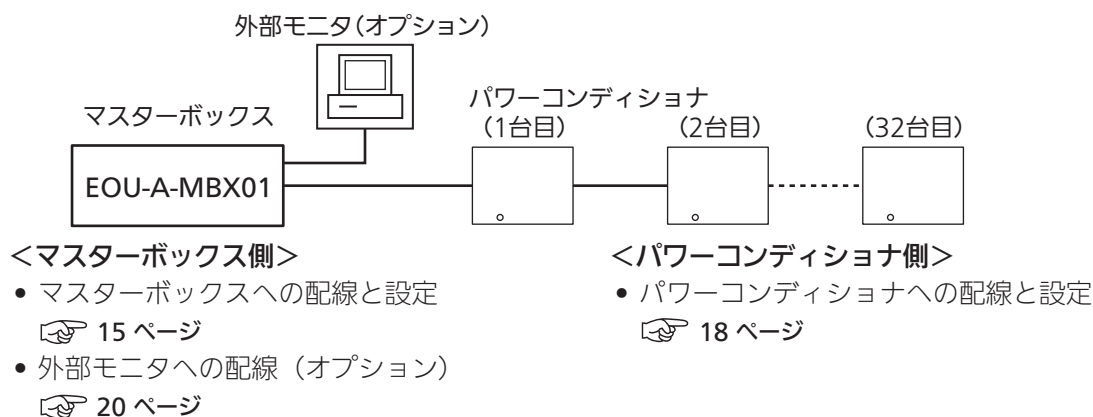 外部モニタ(オプション)
マスターボックス
EOU-A-MBX01
パワーコンディショナ
(1台目) (2台目) (32台目)
<マスターボックス側>
• マスターボックスへの配線と設定
☞ 15 ページ
• 外部モニタへの配線（オプション）
☞ 20 ページ
<パワーコンディショナ側>
• パワーコンディショナへの配線と設定
☞ 18 ページ